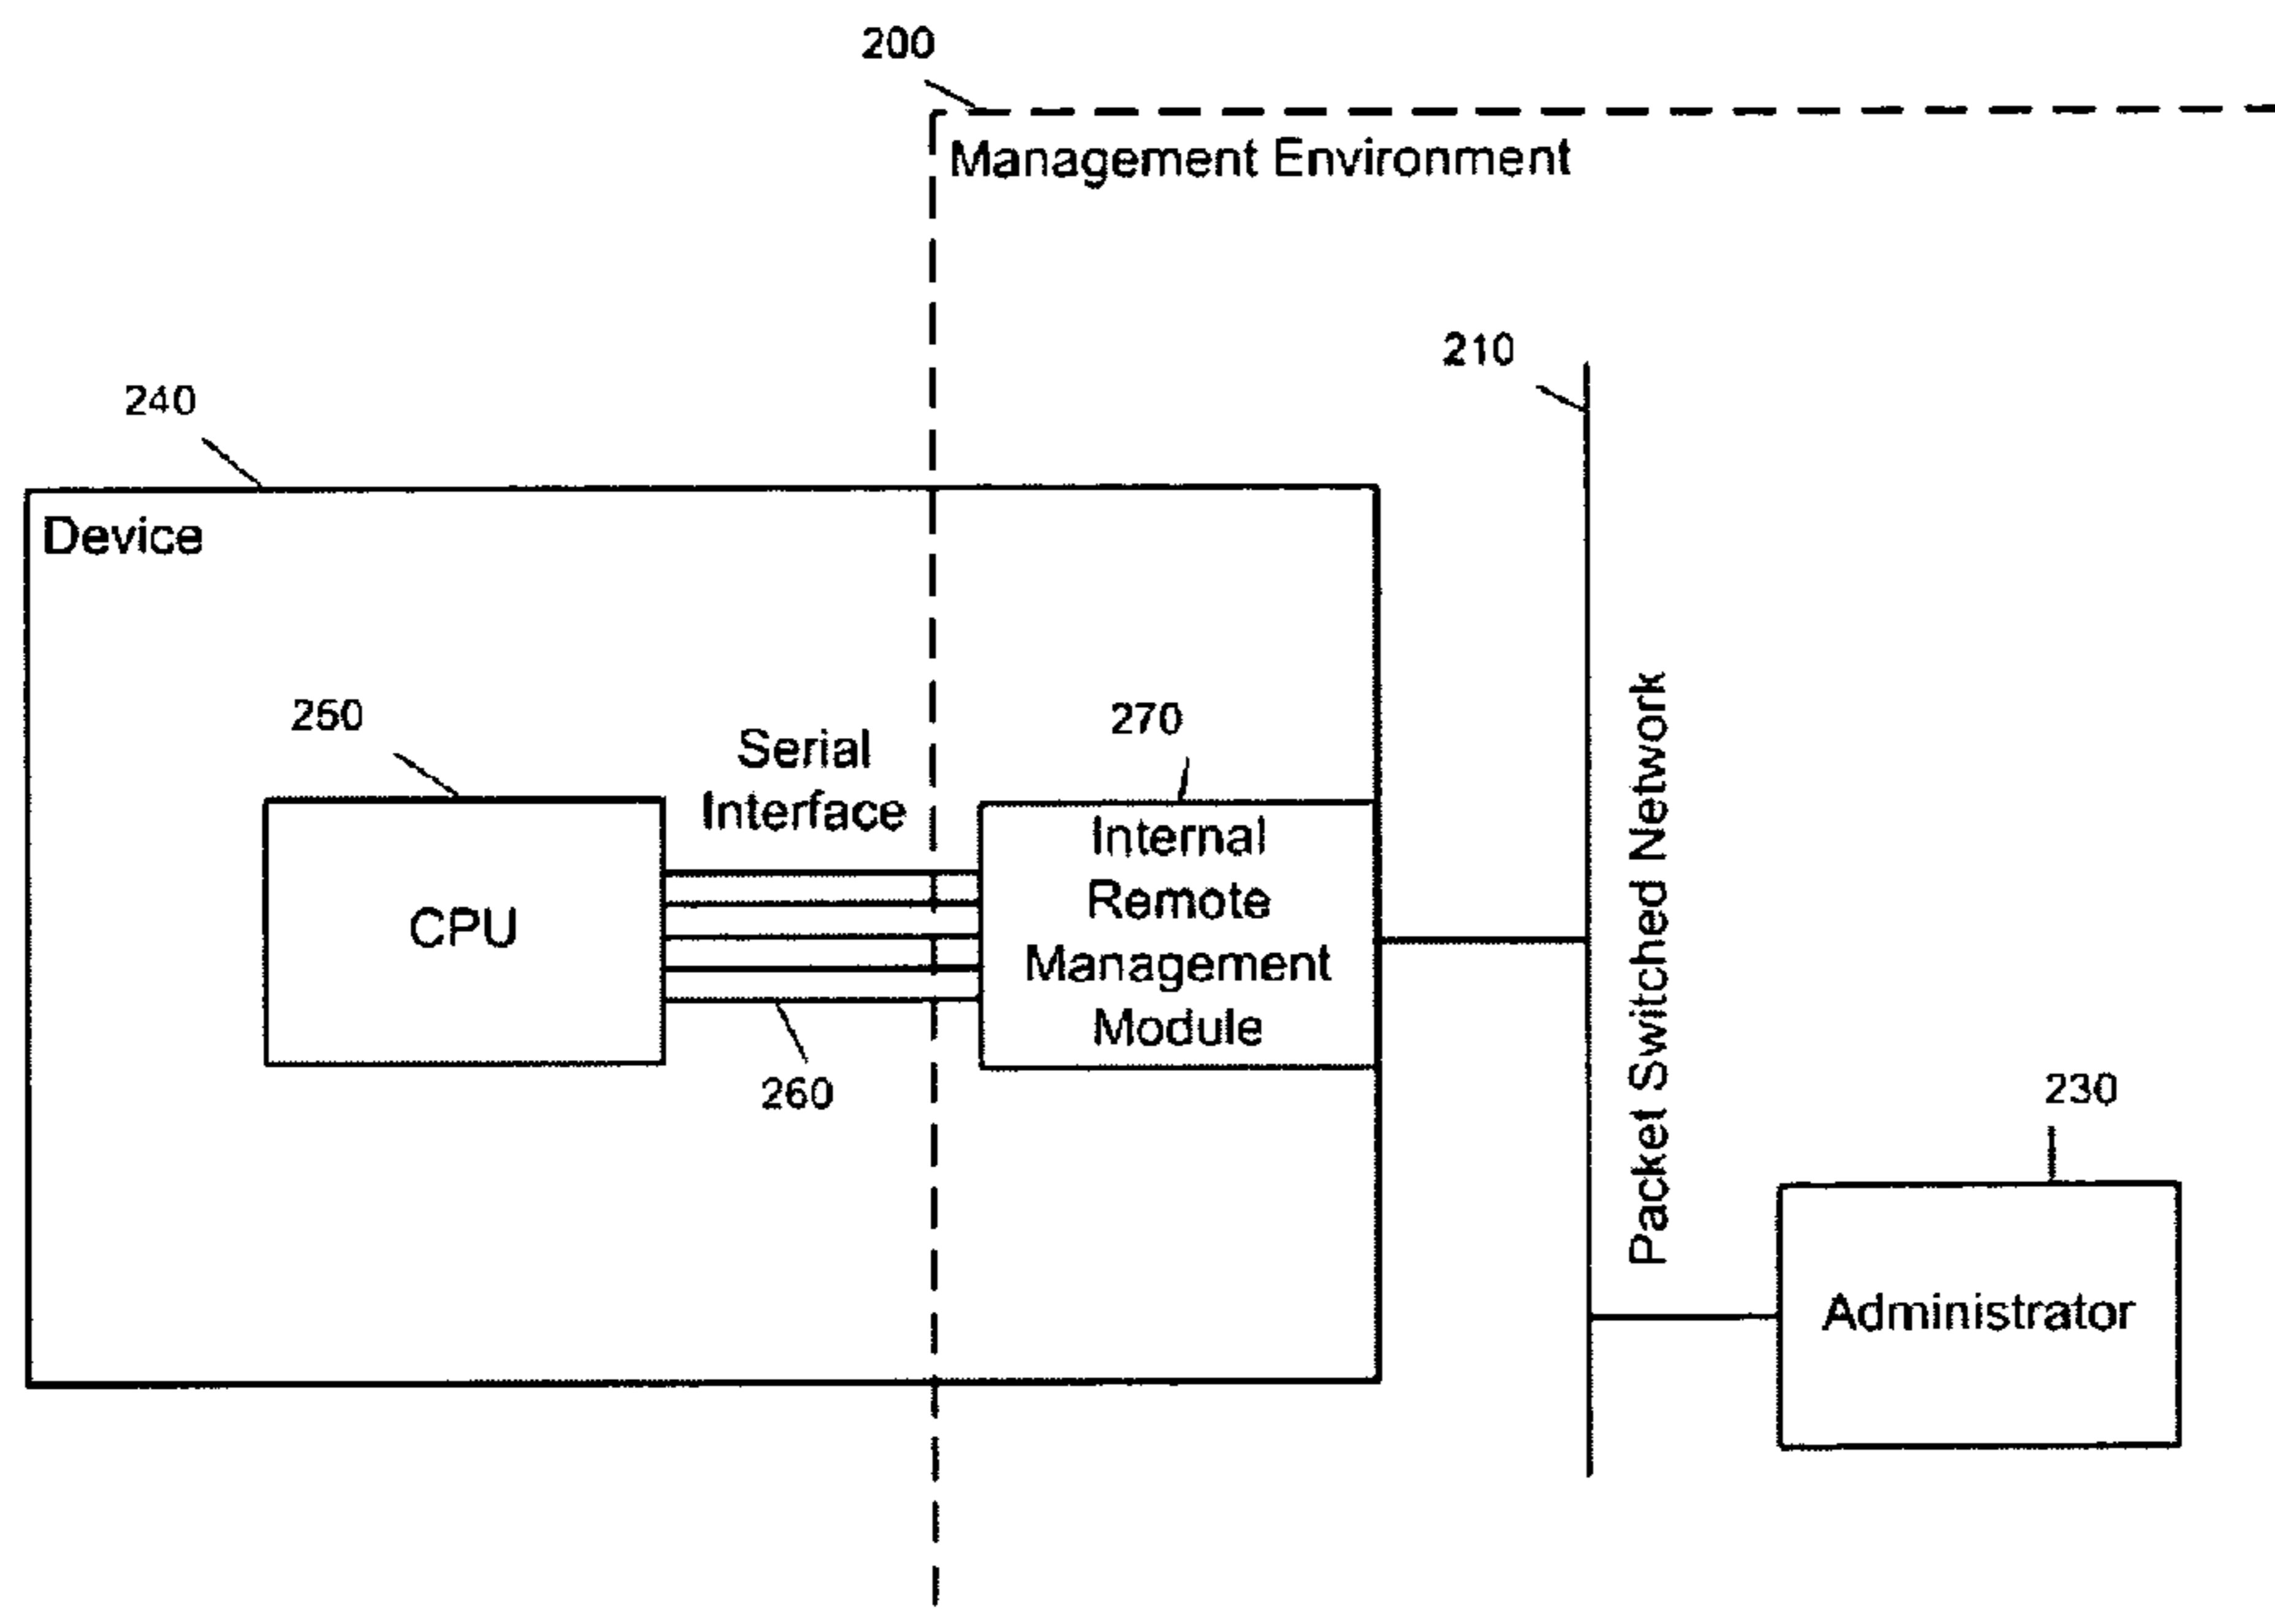 200
Management Environment
210
240
Device
250
Serial
Interface
270
Internal
Remote
Management
Module
CPU
260
Packet Switched Network
230
Administrator